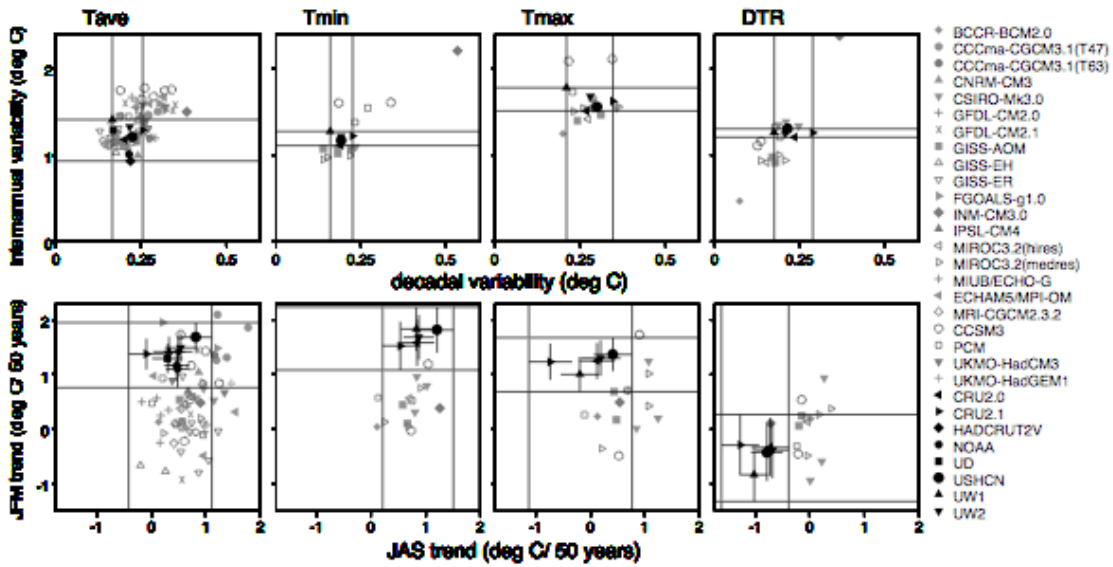 Tave Tmin Tmax DTR
interannual variability (deg C)
2
1
0
0 0.25 0.5 0 0.25 0.5 0 0.25 0.5 0 0.25 0.5
decadal variability (deg C)
JFM trend (deg C/ 50 years)
2
1
0
-1
-1 0 1 2 -1 0 1 2 -1 0 1 2 -1 0 1 2
JAS trend (deg C/ 50 years)
BCCR-BCM2.0
CCCma-CGCM3.1(T47)
CCCma-CGCM3.1(T63)
CNRM-CM3
CSIRO-Mk3.0
GFDL-CM2.0
GFDL-CM2.1
GISS-AOM
GISS-EH
GISS-ER
FGOALS-g1.0
INM-CM3.0
IPSL-CM4
MIROC3.2(hires)
MIROC3.2(medres)
MIUB/ECHO-G
ECHAM5/MPI-OM
MRI-CGCM2.3.2
CCSM3
PCM
UKMO-HadCM3
UKMO-HadGEM1
CRU2.0
CRU2.1
HADCRUT2V
NOAA
UD
USHCN
UW1
UW2